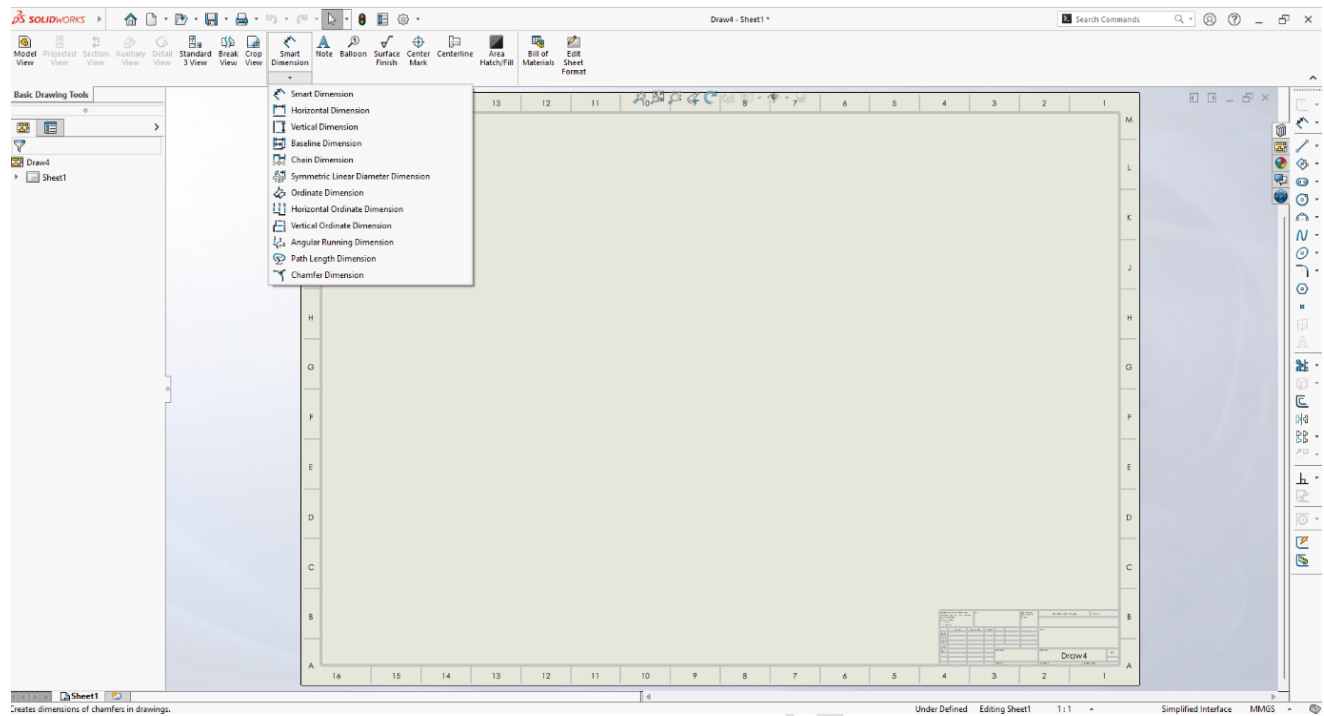 SOLIDWORKS
Draw4 - Sheet1 *
Search Commands
Model View
Projected View
Section View
Auxiliary View
Detail View
Standard 3 View
Break View
Crop View
Smart Dimension
Note
Balloon
Surface Finish
Center Mark
Centerline
Area Hatch/Fill
Bill of Materials
Edit Sheet Format
Basic Drawing Tools
Draw4
Sheet1
Smart Dimension
Horizontal Dimension
Vertical Dimension
Baseline Dimension
Chain Dimension
Symmetric Linear Diameter Dimension
Ordinate Dimension
Horizontal Ordinate Dimension
Vertical Ordinate Dimension
Angular Running Dimension
Path Length Dimension
Chamfer Dimension
13 12 11 10 8 7 6 5 4 3 2 1
M
L
K
J
H H
G G
F F
E E
D D
C C
B B
A A
Draw4
16 15 14 13 12 11 10 9 8 7 6 5 4 3 2 1
Sheet1
Creates dimensions of chamfers in drawings.
Under Defined Editing Sheet1 1:1 Simplified Interface MMGS